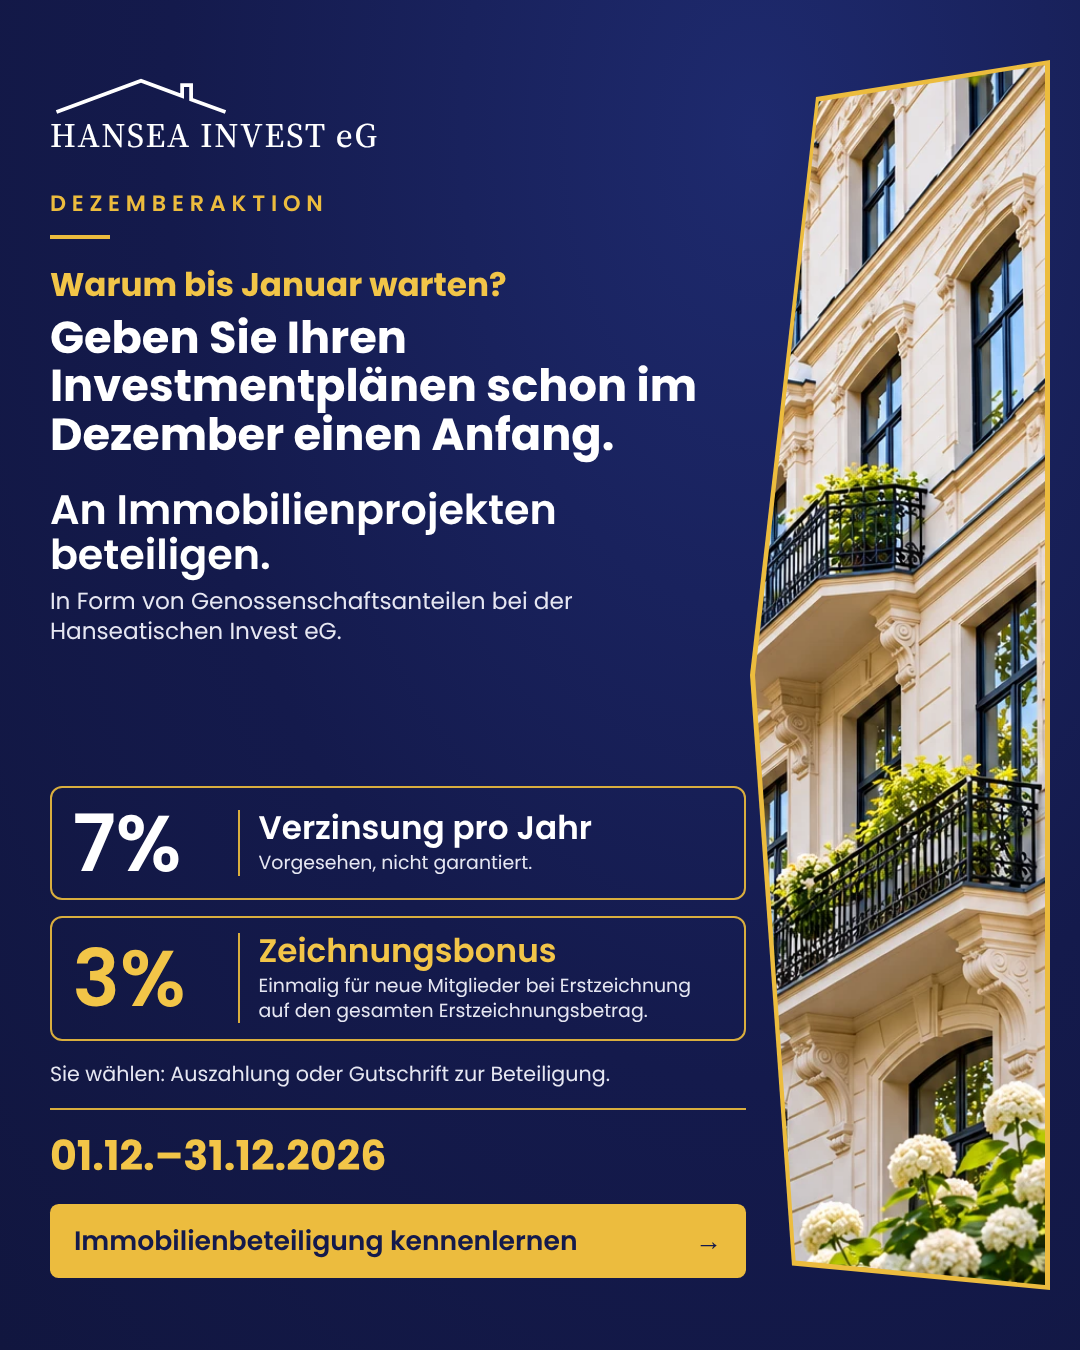 HANSEA INVEST eG
DEZEMBERAKTION
Warum bis Januar warten?
Geben Sie Ihren
Investmentplänen schon im
Dezember einen Anfang.
An Immobilienprojekten
beteiligen.
In Form von Genossenschaftsanteilen bei der
Hanseatischen Invest eG.
7%
Verzinsung pro Jahr
Vorgesehen, nicht garantiert.
3%
Zeichnungsbonus
Einmalig für neue Mitglieder bei Erstzeichnung
auf den gesamten Erstzeichnungsbetrag.
Sie wählen: Auszahlung oder Gutschrift zur Beteiligung.
01.12.–31.12.2026
Immobilienbeteiligung kennenlernen →